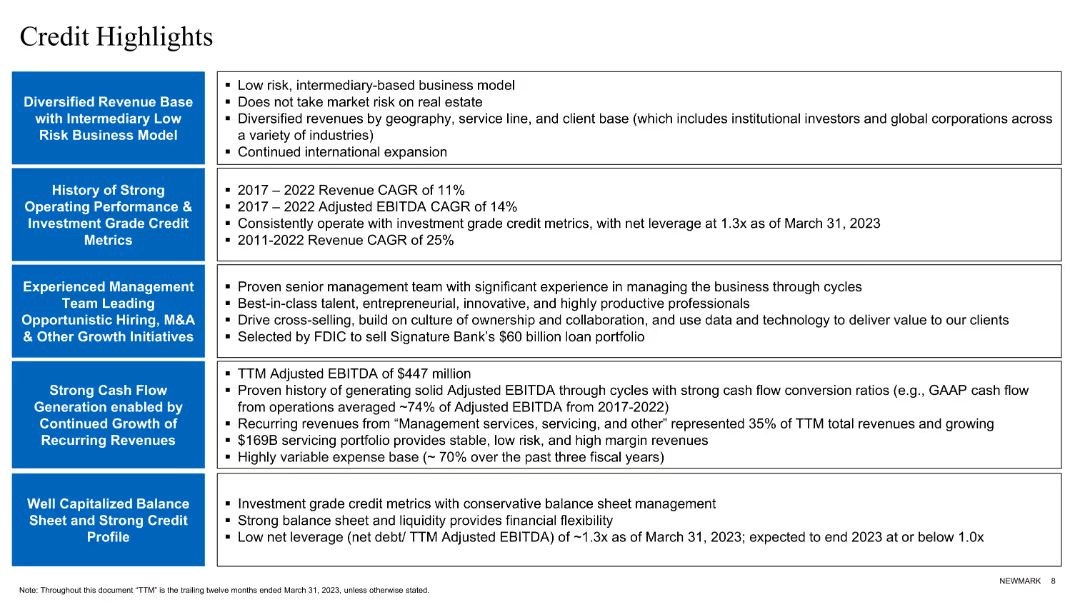 Credit Highlights
Diversified Revenue Base
with Intermediary Low
Risk Business Model
▪ Low risk, intermediary-based business model
▪ Does not take market risk on real estate
▪ Diversified revenues by geography, service line, and client base (which includes institutional investors and global corporations across
a variety of industries)
▪ Continued international expansion
History of Strong
Operating Performance &
Investment Grade Credit
Metrics
▪ 2017 – 2022 Revenue CAGR of 11%
▪ 2017 – 2022 Adjusted EBITDA CAGR of 14%
▪ Consistently operate with investment grade credit metrics, with net leverage at 1.3x as of March 31, 2023
▪ 2011-2022 Revenue CAGR of 25%
Experienced Management
Team Leading
Opportunistic Hiring, M&A
& Other Growth Initiatives
▪ Proven senior management team with significant experience in managing the business through cycles
▪ Best-in-class talent, entrepreneurial, innovative, and highly productive professionals
▪ Drive cross-selling, build on culture of ownership and collaboration, and use data and technology to deliver value to our clients
▪ Selected by FDIC to sell Signature Bank’s $60 billion loan portfolio
Strong Cash Flow
Generation enabled by
Continued Growth of
Recurring Revenues
▪ TTM Adjusted EBITDA of $447 million
▪ Proven history of generating solid Adjusted EBITDA through cycles with strong cash flow conversion ratios (e.g., GAAP cash flow
from operations averaged ~74% of Adjusted EBITDA from 2017-2022)
▪ Recurring revenues from “Management services, servicing, and other” represented 35% of TTM total revenues and growing
▪ $169B servicing portfolio provides stable, low risk, and high margin revenues
▪ Highly variable expense base (~ 70% over the past three fiscal years)
Well Capitalized Balance
Sheet and Strong Credit
Profile
▪ Investment grade credit metrics with conservative balance sheet management
▪ Strong balance sheet and liquidity provides financial flexibility
▪ Low net leverage (net debt/ TTM Adjusted EBITDA) of ~1.3x as of March 31, 2023; expected to end 2023 at or below 1.0x
NEWMARK 8
Note: Throughout this document “TTM” is the trailing twelve months ended March 31, 2023, unless otherwise stated.